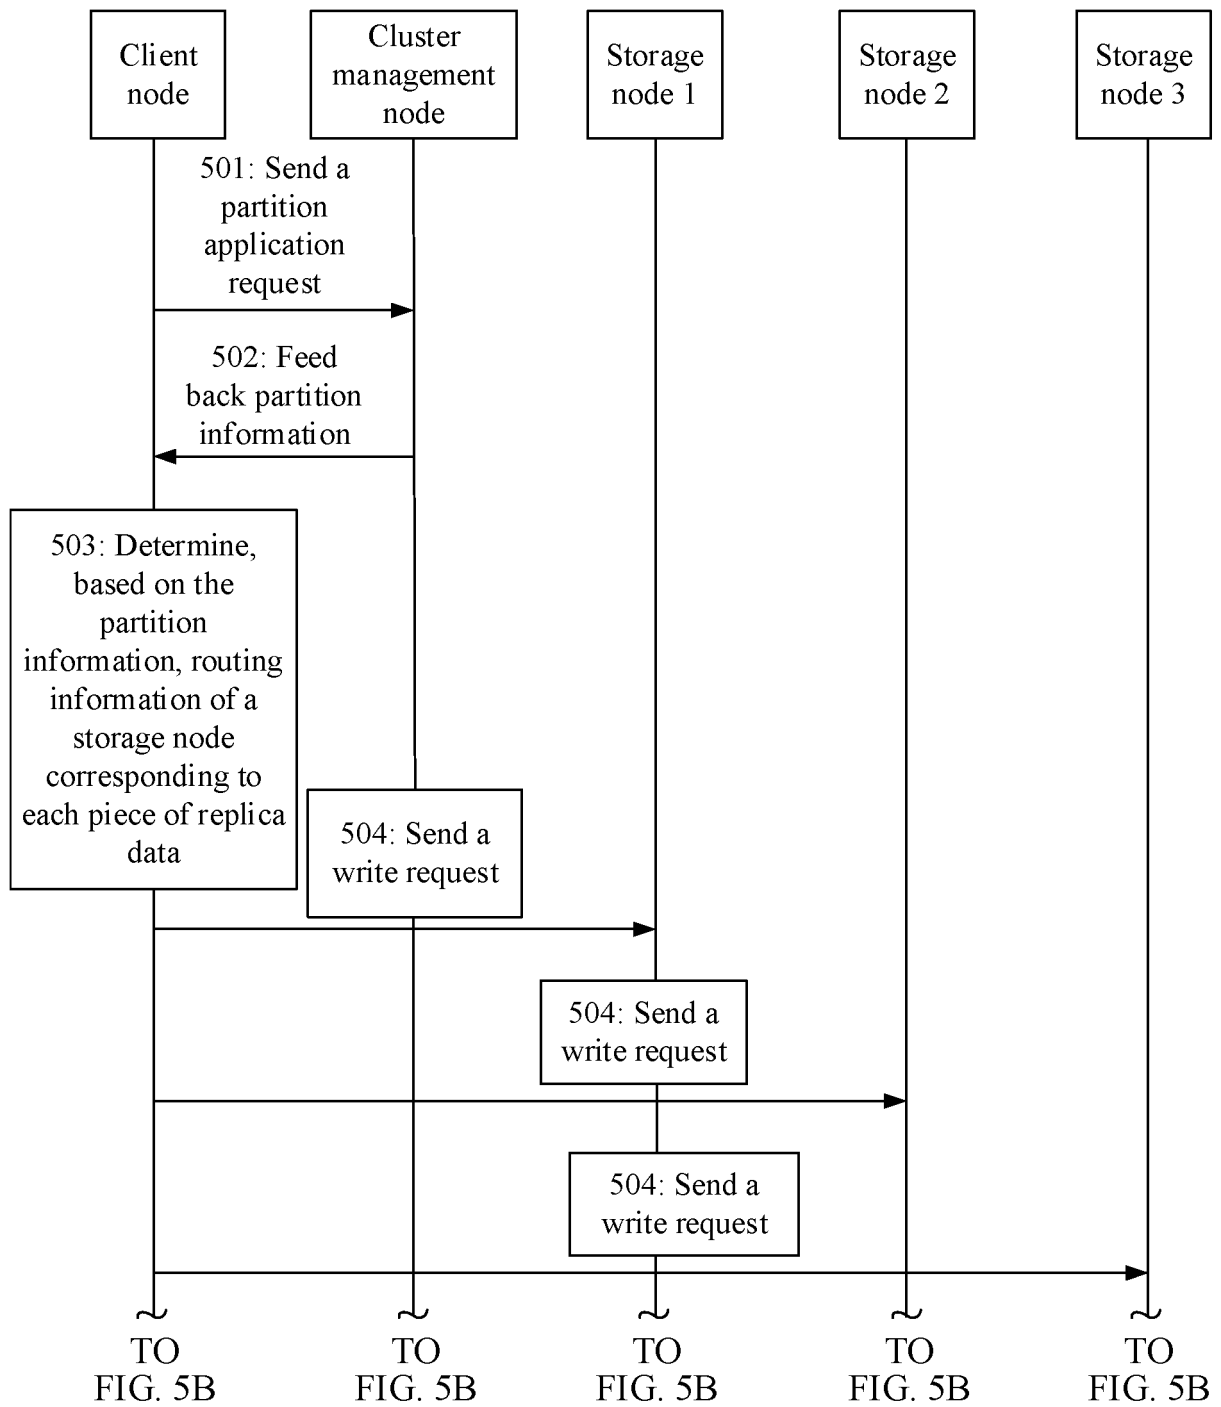 Client
node
Cluster
management
node
Storage
node 1
Storage
node 2
Storage
node 3
501: Send a
partition
application
request
502: Feed
back partition
information
503: Determine,
based on the
partition
information, routing
information of a
storage node
corresponding to
each piece of replica
data
504: Send a
write request
504: Send a
write request
504: Send a
write request
TO
FIG. 5B
TO
FIG. 5B
TO
FIG. 5B
TO
FIG. 5B
TO
FIG. 5B